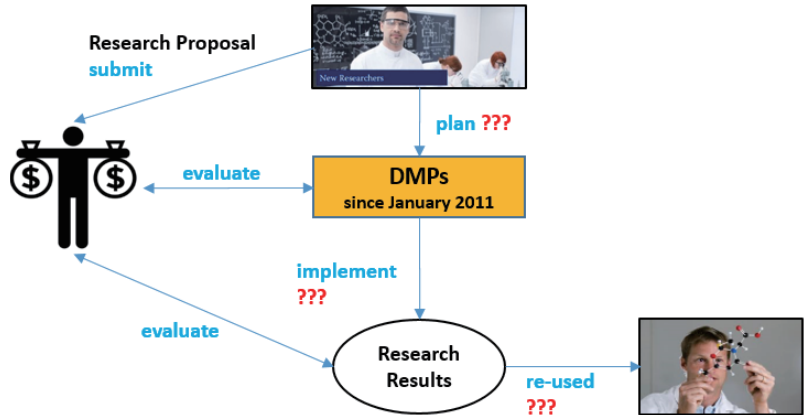 Research Proposal
submit
New Researchers
plan ???
evaluate
DMPs
since January 2011
$ $
implement
???
evaluate
Research
Results
re-used
???